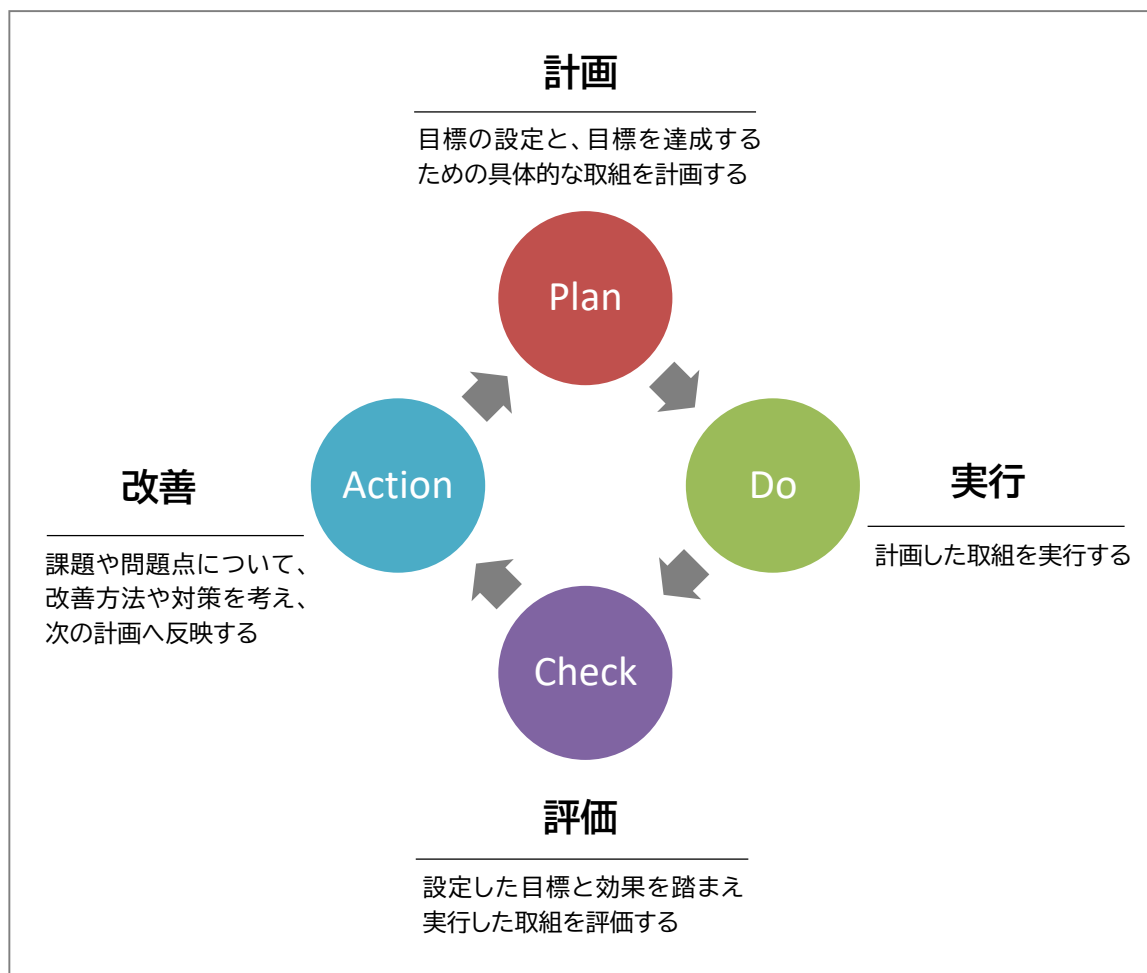 計画
目標の設定と、目標を達成する
ための具体的な取組を計画する
Plan
Do
実行
計画した取組を実行する
Check
評価
設定した目標と効果を踏まえ
実行した取組を評価する
Action
改善
課題や問題点について、
改善方法や対策を考え、
次の計画へ反映する